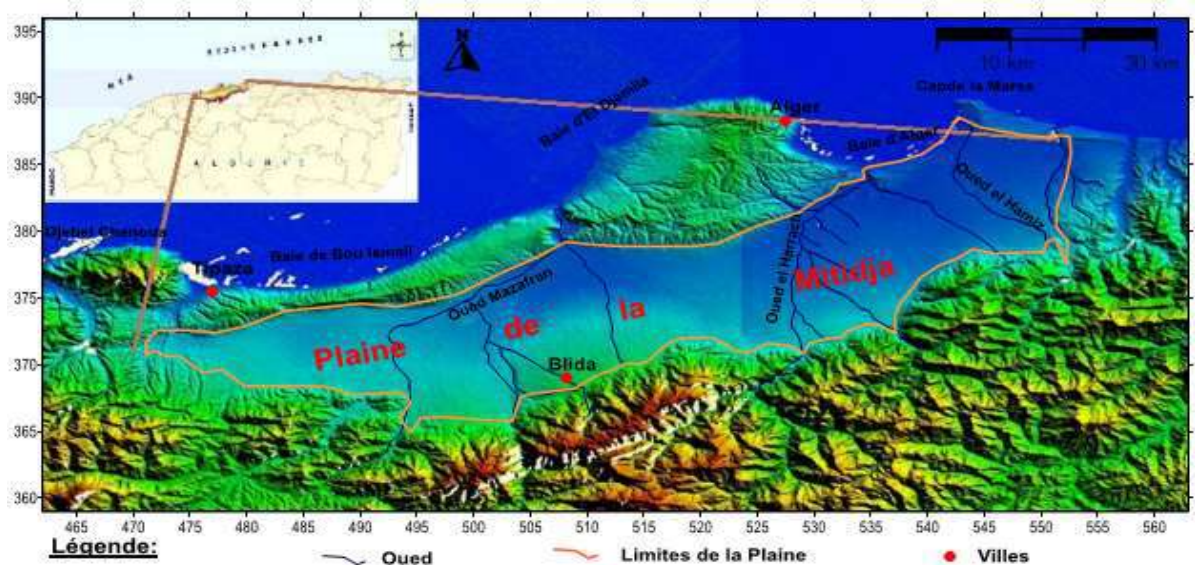 395
390
385
380
375
370
365
360
MER
MAROC
ALGERIE
N
10 km 30 km
Cap de la Marsa
Baie d'El Djamila
Alger
Baie d'Alger
Oued el Hamiz
Djebel Chenoua
Tipaza
Baie de Bou Ismail
Oued Mazafran
Oued el Harrach
Plaine de la Mitidja
Blida
465 470 475 480 485 490 495 500 505 510 515 520 525 530 535 540 545 550 555 560
Légende:
Oued
Limites de la Plaine
Villes